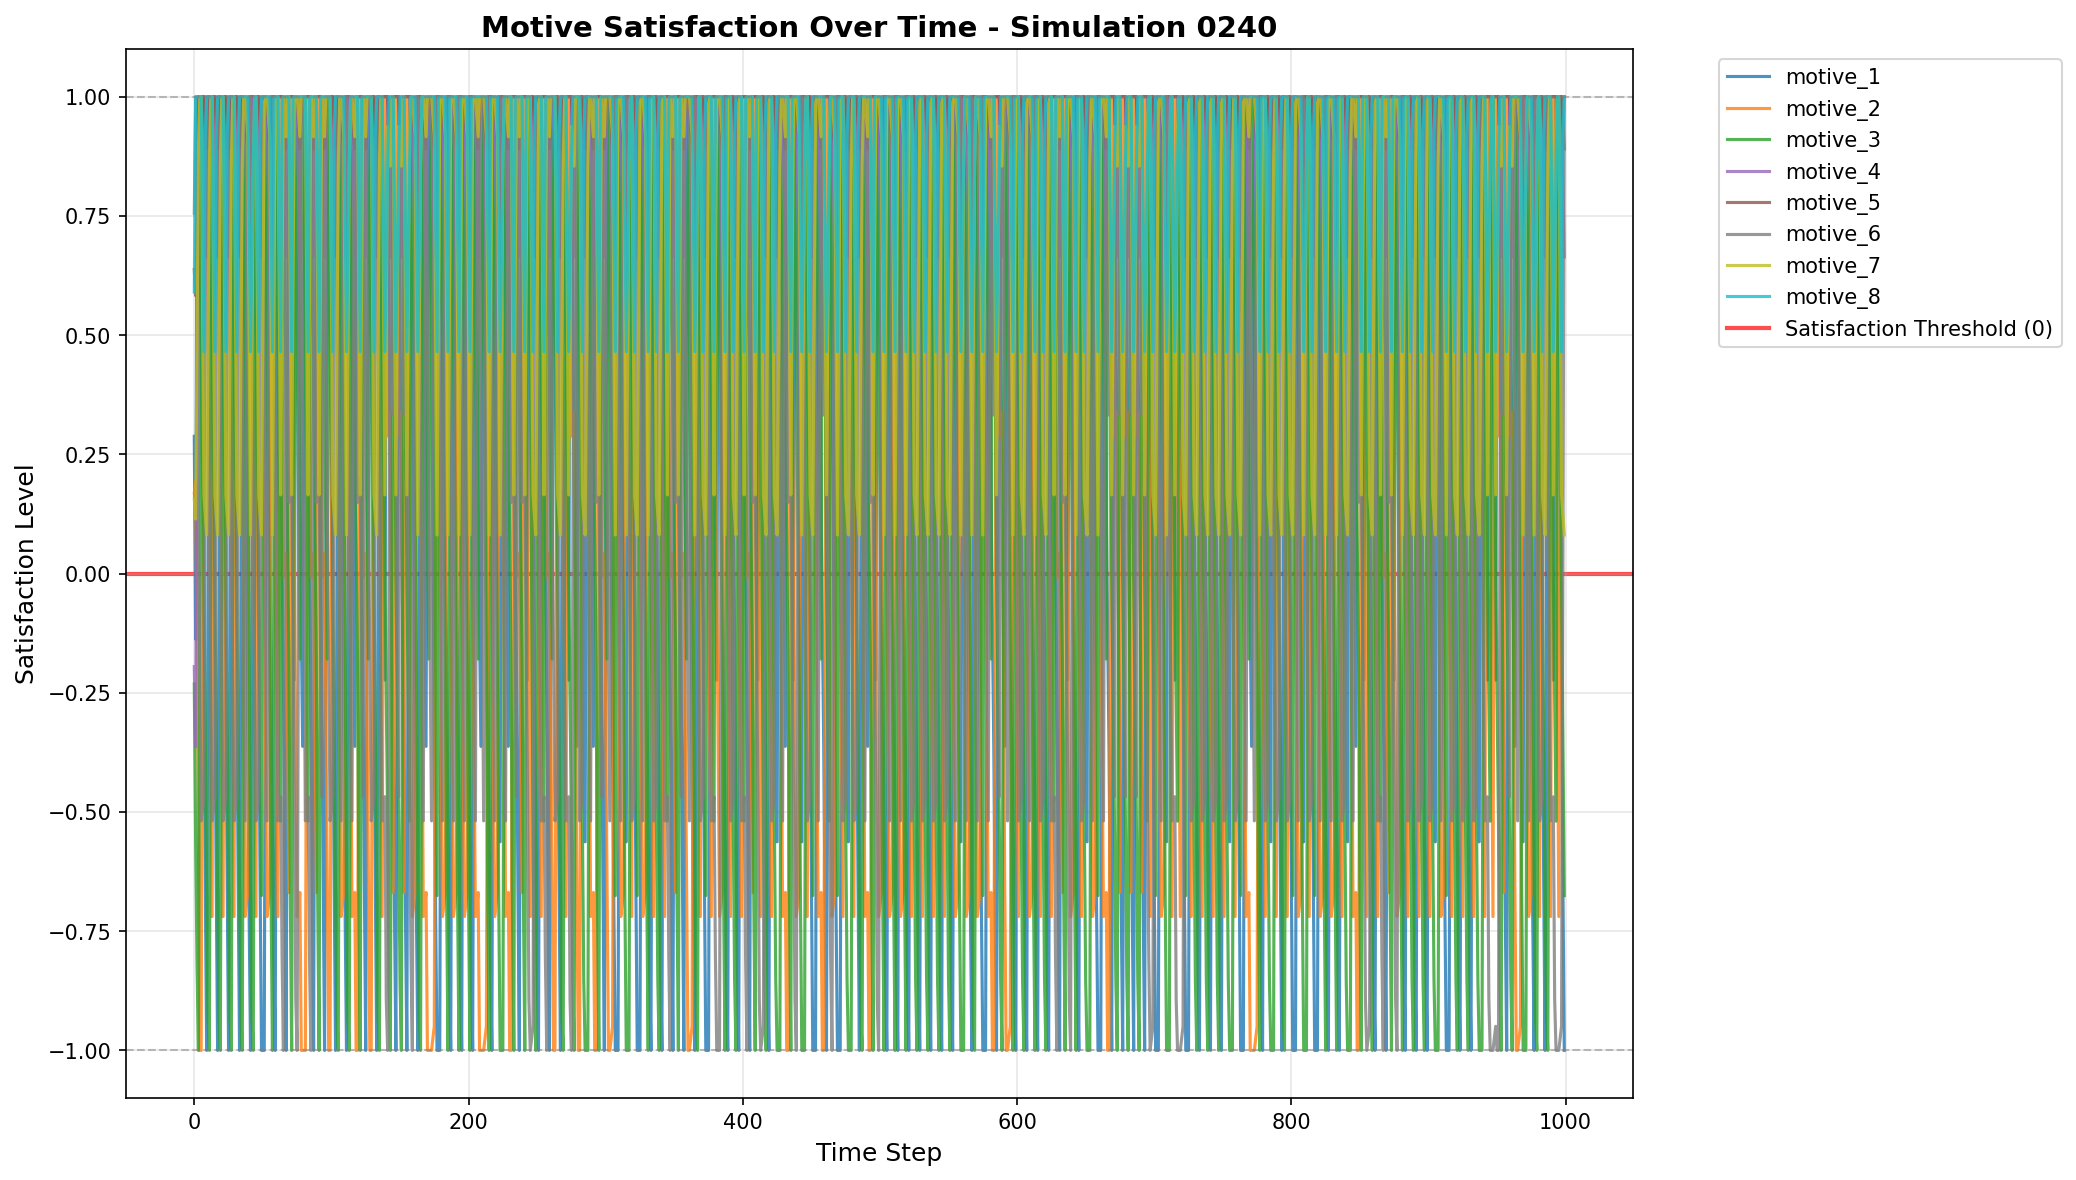 Motive Satisfaction Over Time - Simulation 0240
1.00
0.75
0.50
0.25
0.00
−0.25
−0.50
−0.75
−1.00
Satisfaction Level
0
200
400
600
800
1000
Time Step
motive_1
motive_2
motive_3
motive_4
motive_5
motive_6
motive_7
motive_8
Satisfaction Threshold (0)